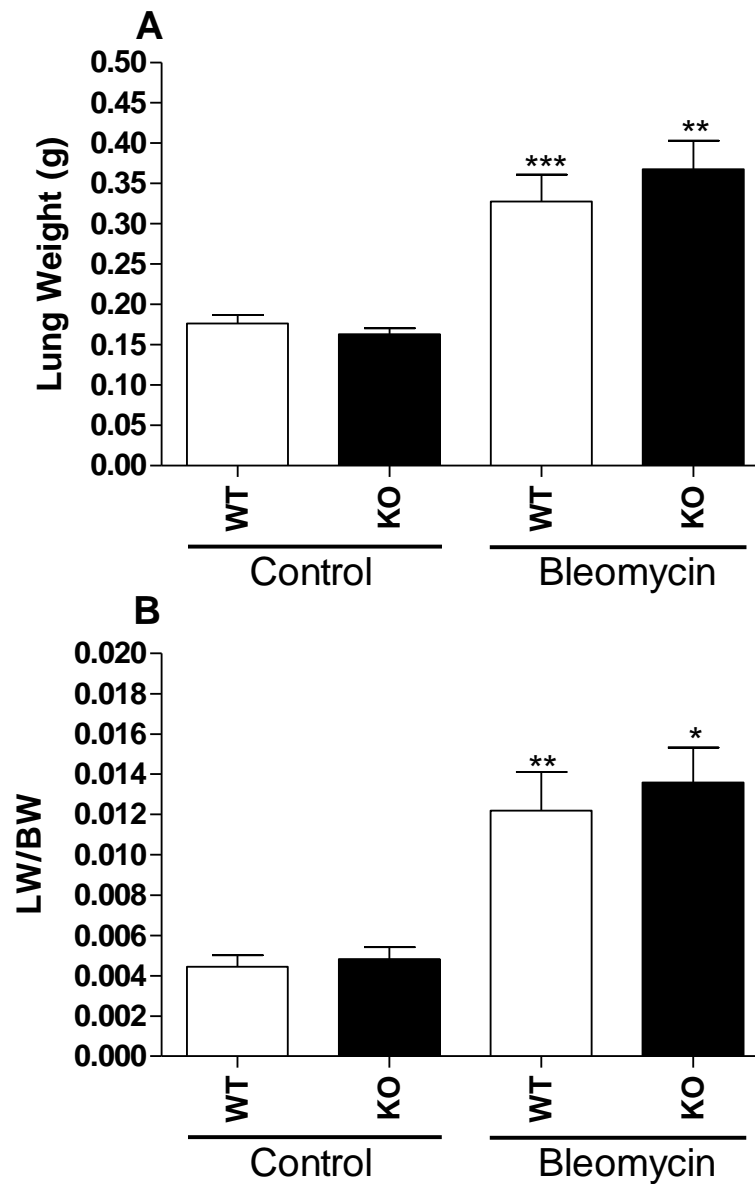 A
Lung Weight (g)
0.50
0.45
0.40
0.35
0.30
0.25
0.20
0.15
0.10
0.05
0.00
***
**
WT
KO
WT
KO
Control
Bleomycin
B
LW/BW
0.020
0.018
0.016
0.014
0.012
0.010
0.008
0.006
0.004
0.002
0.000
**
*
WT
KO
WT
KO
Control
Bleomycin